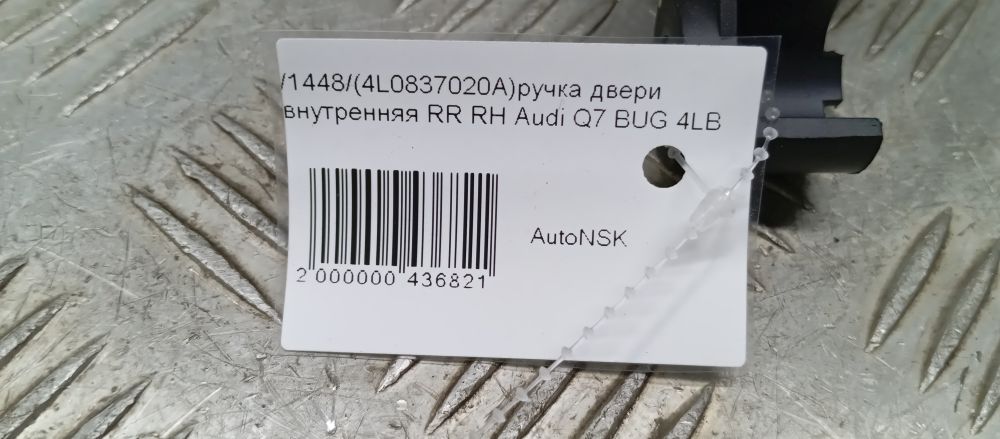 /1448/(4L0837020A)ручка двери
внутренняя RR RH Audi Q7 BUG 4LB
AutoNSK
2 000000 436821